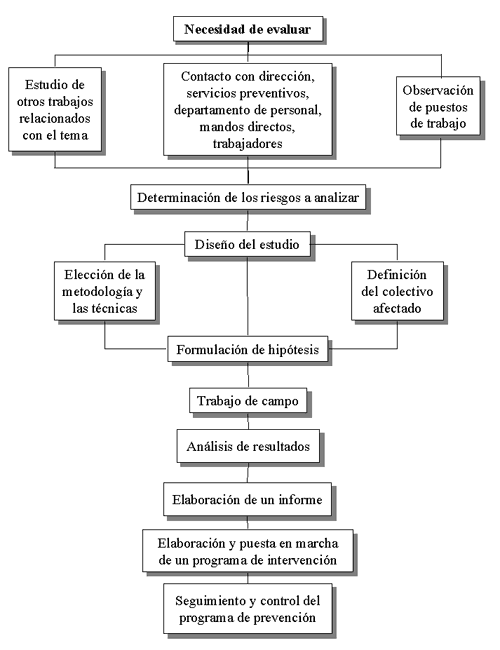 Necesidad de evaluar
Estudio de
otros trabajos
relacionados
con el tema
Contacto con dirección,
servicios preventivos,
departamento de personal,
mandos directos,
trabajadores
Observación
de puestos
de trabajo
Determinación de los riesgos a analizar
Diseño del estudio
Elección de la
metodología y
las técnicas
Definición
del colectivo
afectado
Formulación de hipótesis
Trabajo de campo
Análisis de resultados
Elaboración de un informe
Elaboración y puesta en marcha
de un programa de intervención
Seguimiento y control del
programa de prevención